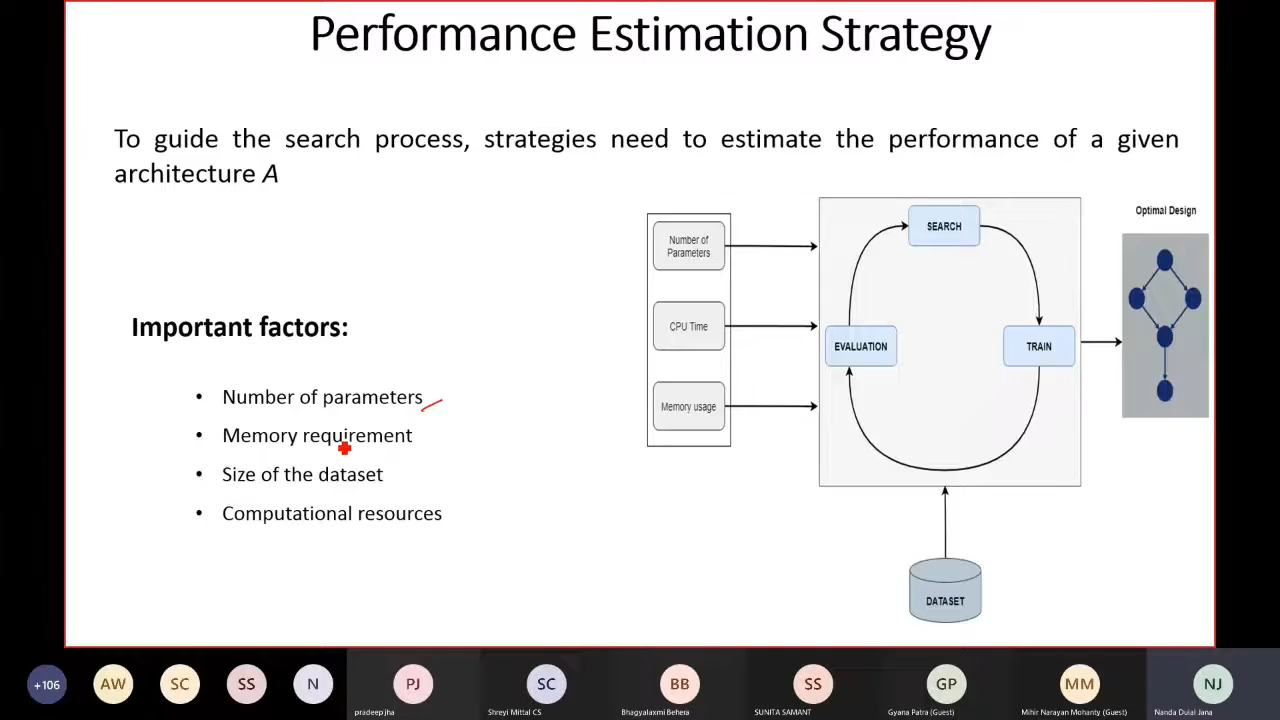 Performance Estimation Strategy
To guide the search process, strategies need to estimate the performance of a given
architecture A
Important factors:
• Number of parameters
• Memory requirement
• Size of the dataset
• Computational resources
Number of
Parameters
CPU Time
Memory usage
SEARCH
EVALUATION
TRAIN
DATASET
Optimal Design
+106
AW
SC
SS
N
PJ
pradeep jha
SC
Shreyi Mittal CS
BB
Bhagyalaxmi Behera
SS
SUNITA SAMANT
GP
Gyana Patra (Guest)
MM
Mihir Narayan Mohanty (Guest)
NJ
Nanda Dulal Jana